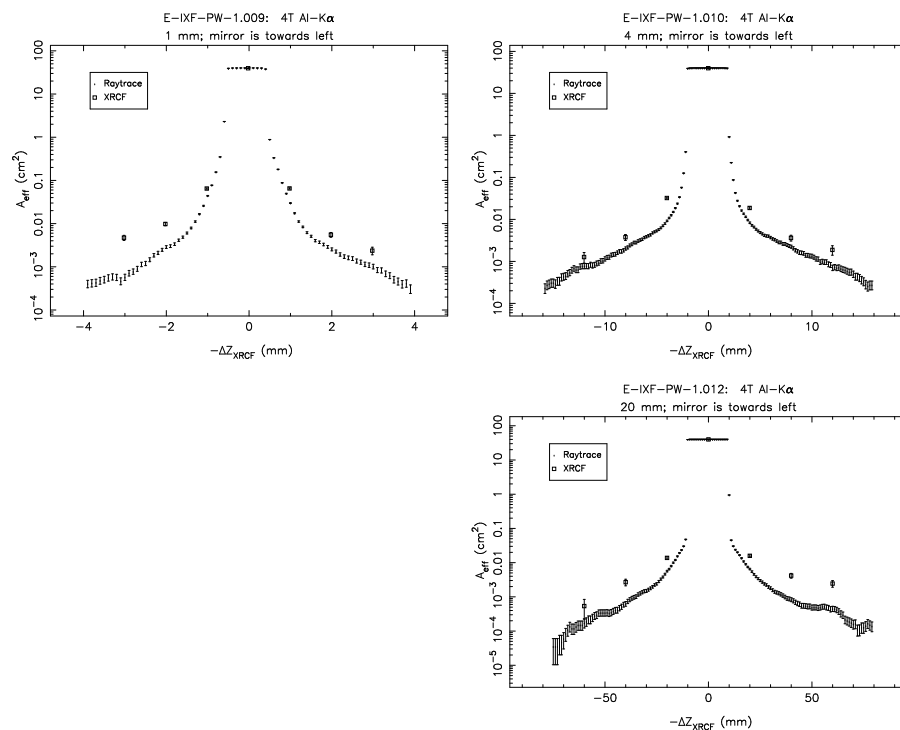 E-IXF-PW-1.009: 4T Al-Kα
1 mm; mirror is towards left
100
10
1
0.1
0.01
10⁻³
10⁻⁴
A_eff (cm²)
Raytrace
XRCF
−4
−2
0
2
4
−ΔZ_XRCF (mm)
E-IXF-PW-1.010: 4T Al-Kα
4 mm; mirror is towards left
100
10
1
0.1
0.01
10⁻³
10⁻⁴
A_eff (cm²)
Raytrace
XRCF
−10
0
10
−ΔZ_XRCF (mm)
E-IXF-PW-1.012: 4T Al-Kα
20 mm; mirror is towards left
100
10
1
0.1
0.01
10⁻³
10⁻⁴
10⁻⁵
A_eff (cm²)
Raytrace
XRCF
−50
0
50
−ΔZ_XRCF (mm)